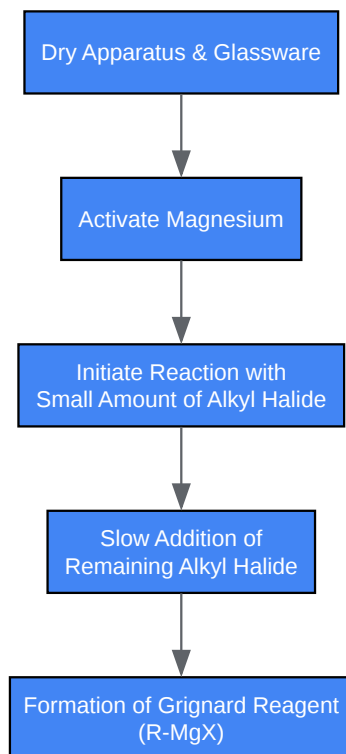 Dry Apparatus & Glassware
Activate Magnesium
Initiate Reaction with
Small Amount of Alkyl Halide
Slow Addition of
Remaining Alkyl Halide
Formation of Grignard Reagent
(R-MgX)